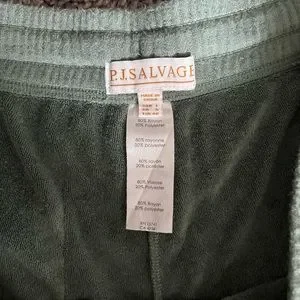 P.J.SALVAGE
MADE IN
CHINA
80% Rayon
20% Polyester
80% rayonne
20% polyester
80% rayón
20% poliéster
80% Viskose
20% Polyester
80% Rayon
20% Polyester